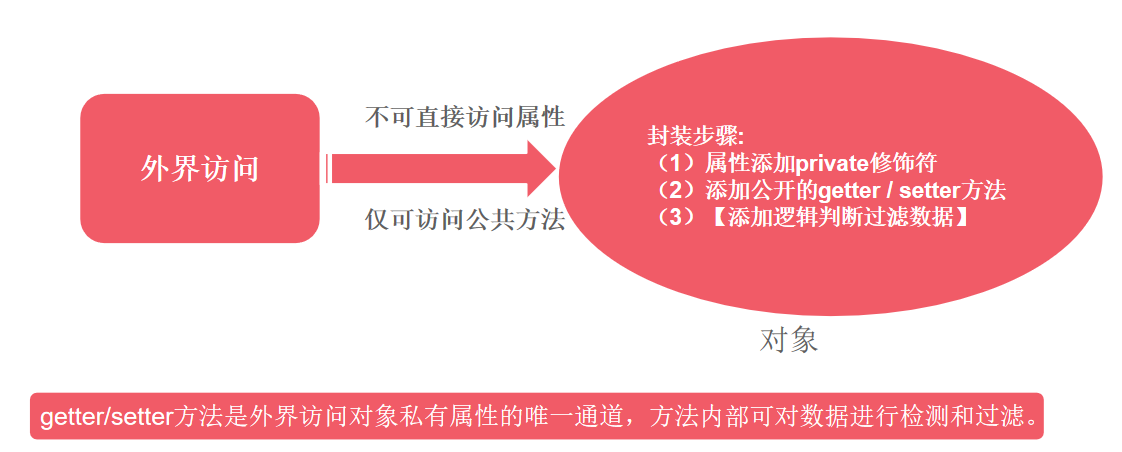 外界访问
不可直接访问属性
仅可访问公共方法
封装步骤:
（1）属性添加private修饰符
（2）添加公开的getter / setter方法
（3）【添加逻辑判断过滤数据】
对象
getter/setter方法是外界访问对象私有属性的唯一通道，方法内部可对数据进行检测和过滤。